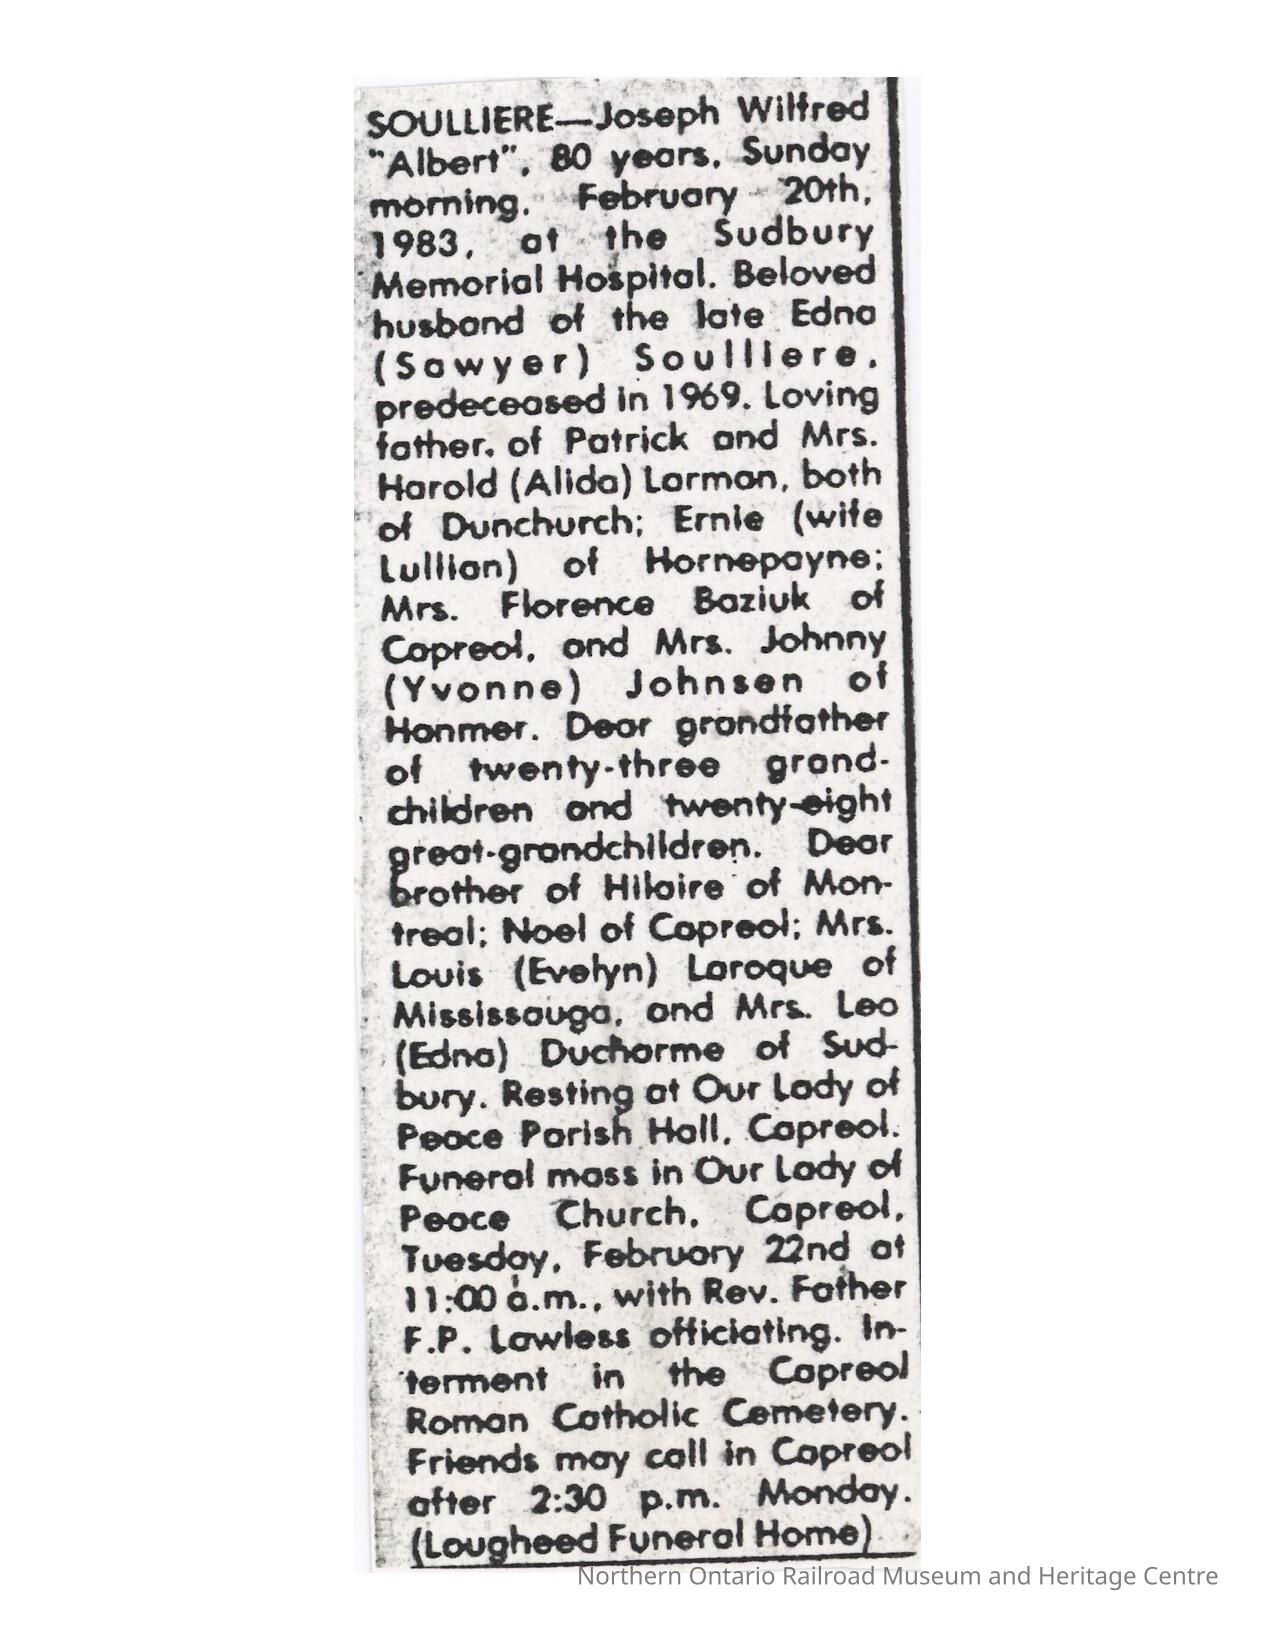 SOULLIERE—Joseph Wilfred
"Albert", 80 years, Sunday
morning, February 20th,
1983, at the Sudbury
Memorial Hospital. Beloved
husband of the late Edna
(Sawyer) Soulliere,
predeceased in 1969. Loving
father of Patrick and Mrs.
Harold (Alida) Larman, both
of Dunchurch; Ernie (wife
Lullian) of Hornepayne;
Mrs. Florence Baziuk of
Capreol, and Mrs. Johnny
(Yvonne) Johnsen of
Hanmer. Dear grandfather
of twenty-three grand-
children and twenty-eight
great-grandchildren. Dear
brother of Hilaire of Mon-
treal; Noel of Capreol; Mrs.
Louis (Evelyn) Laroque of
Mississauga, and Mrs. Leo
(Edna) Ducharme of Sud-
bury. Resting at Our Lady of
Peace Parish Hall, Capreol.
Funeral mass in Our Lady of
Peace Church, Capreol,
Tuesday, February 22nd at
11:00 a.m., with Rev. Father
F.P. Lawless officiating. In-
terment in the Capreol
Roman Catholic Cemetery.
Friends may call in Capreol
after 2:30 p.m. Monday.
(Lougheed Funeral Home)
Northern Ontario Railroad Museum and Heritage Centre